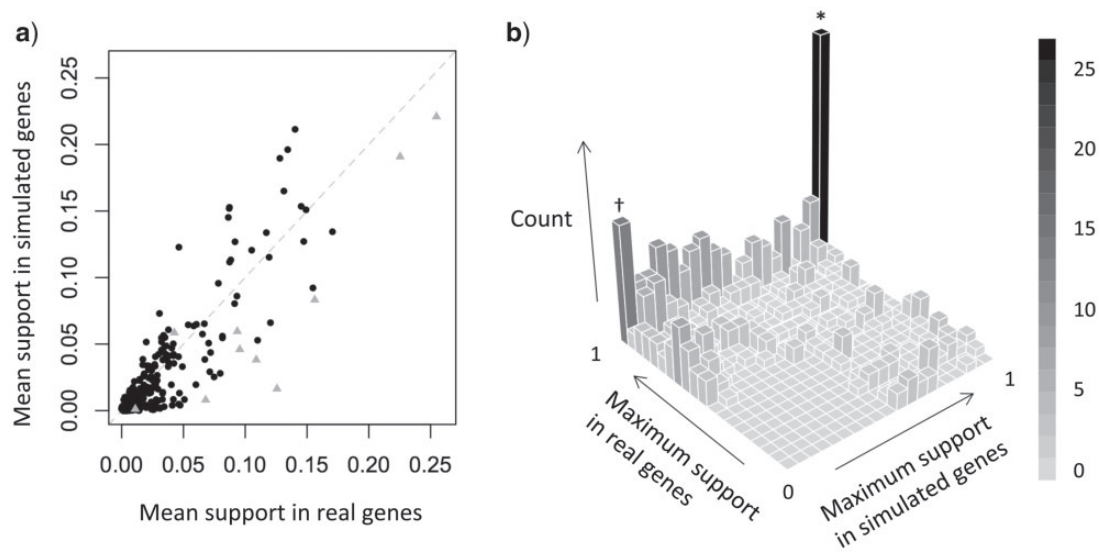 a)
Mean support in simulated genes
0.25
0.20
0.15
0.10
0.05
0.00
0.00 0.05 0.10 0.15 0.20 0.25
Mean support in real genes
b)
*
†
Count
1
Maximum support
in real genes
0
Maximum support
in simulated genes
1
25
20
15
10
5
0